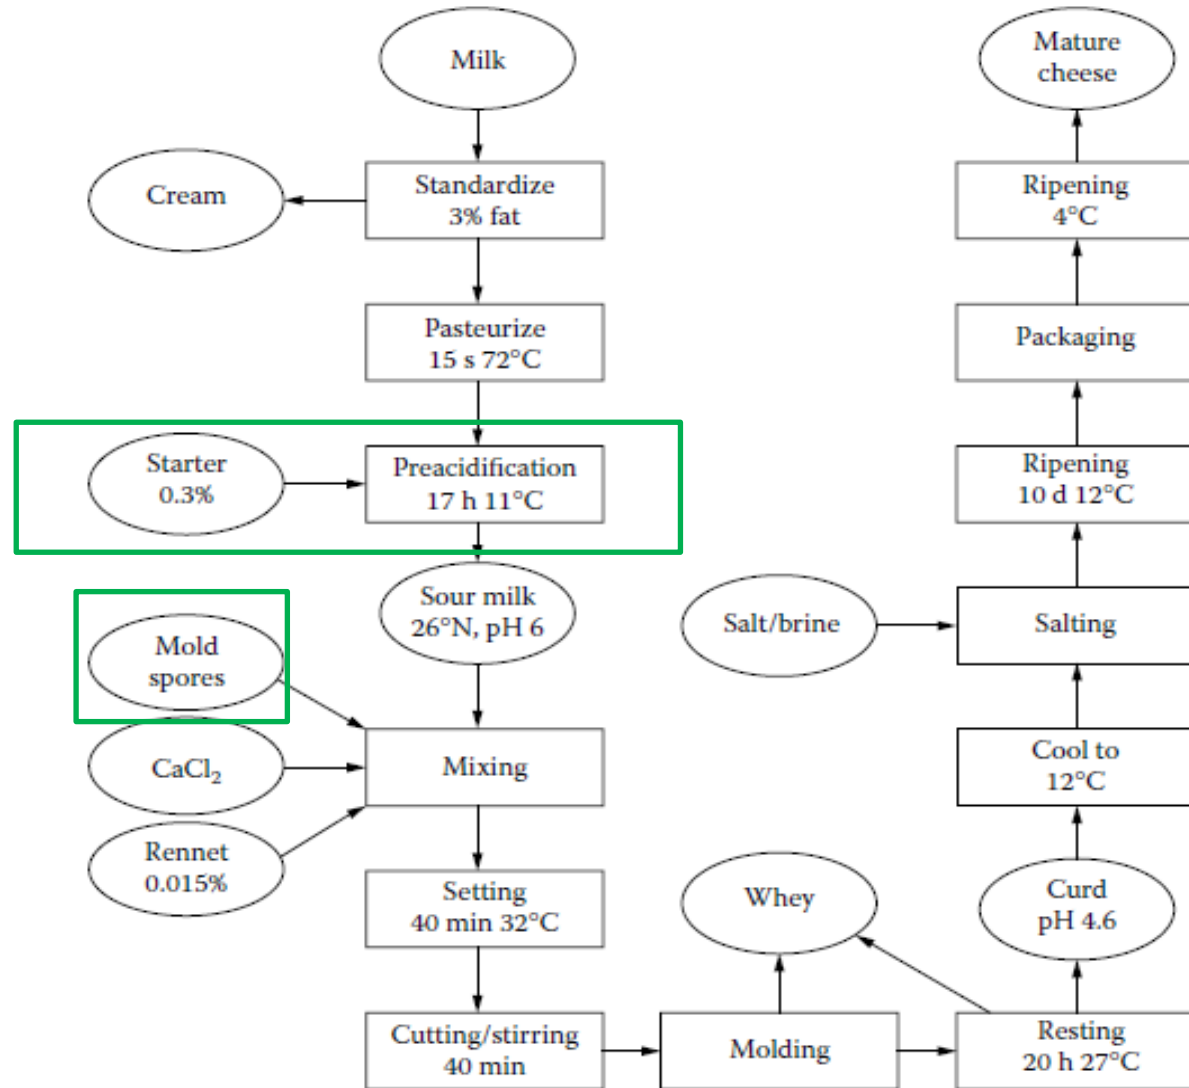 Milk
Cream
Standardize
3% fat
Pasteurize
15 s 72°C
Starter
0.3%
Preacidification
17 h 11°C
Sour milk
26°N, pH 6
Mold
spores
CaCl₂
Rennet
0.015%
Mixing
Setting
40 min 32°C
Cutting/stirring
40 min
Molding
Whey
Resting
20 h 27°C
Curd
pH 4.6
Cool to
12°C
Salt/brine
Salting
Ripening
10 d 12°C
Packaging
Ripening
4°C
Mature
cheese